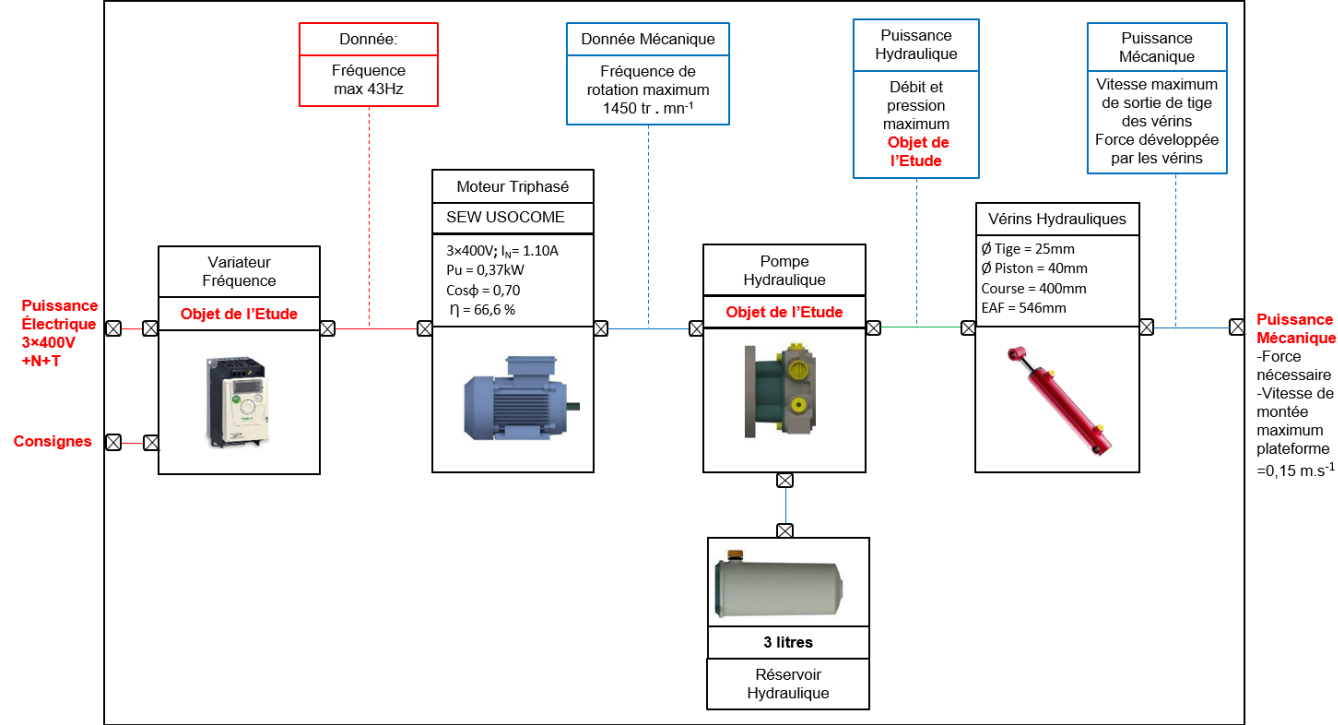 Donnée:
Fréquence
max 43Hz
Donnée Mécanique
Fréquence de
rotation maximum
1450 tr . mn⁻¹
Puissance
Hydraulique
Débit et
pression
maximum
Objet de
l'Etude
Puissance
Mécanique
Vitesse maximum
de sortie de tige
des vérins
Force développée
par les vérins
Puissance
Électrique
3×400V
+N+T
Consignes
Variateur
Fréquence
Objet de l'Etude
Moteur Triphasé
SEW USOCOME
3×400V; I_N= 1.10A
Pu = 0,37kW
Cosϕ = 0,70
η = 66,6 %
Pompe
Hydraulique
Objet de l'Etude
Vérins Hydrauliques
Ø Tige = 25mm
Ø Piston = 40mm
Course = 400mm
EAF = 546mm
Puissance
Mécanique
-Force
nécessaire
-Vitesse de
montée
maximum
plateforme
=0,15 m.s⁻¹
3 litres
Réservoir
Hydraulique